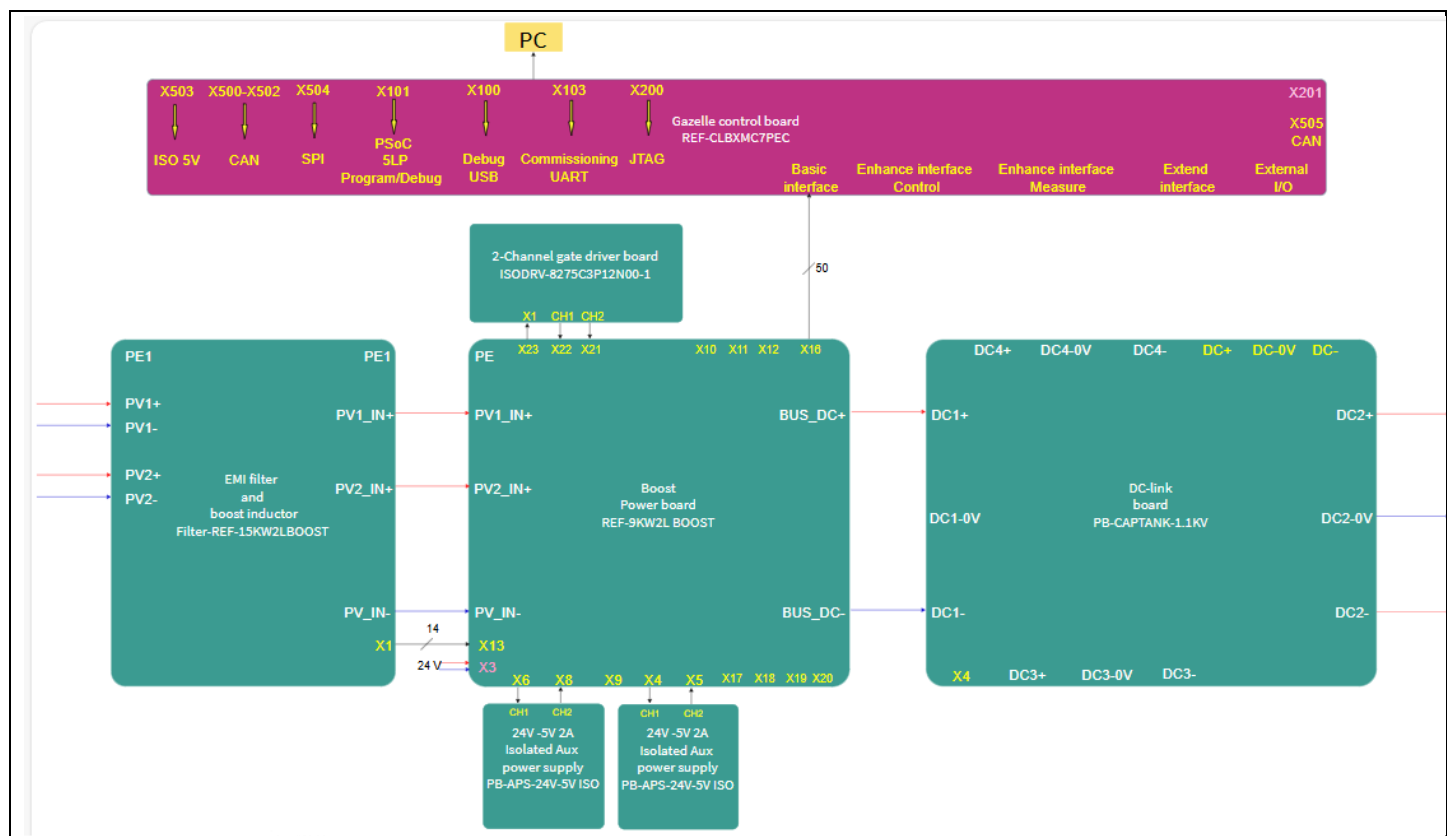 PC
X503 X500-X502 X504 X101 X100 X103 X200 X201
Gazelle control board
REF-CLBXMC7PEC
X505
CAN
ISO 5V CAN SPI
PSoC
5LP
Program/Debug
Debug
USB
Commissioning
UART
JTAG
Basic
interface
Enhance interface
Control
Enhance interface
Measure
Extend
interface
External
I/O
2-Channel gate driver board
ISODRV-8275C3P12N00-1
X1 CH1 CH2
50
PE1 PE1
PV1+
PV1-
PV2+
PV2-
EMI filter
and
boost inductor
Filter-REF-15KW2LBOOST
PV1_IN+
PV2_IN+
PV_IN-
X1
14
24 V
PE X23 X22 X21 X10 X11 X12 X16
PV1_IN+
PV2_IN+
Boost
Power board
REF-9KW2L BOOST
BUS_DC+
BUS_DC-
PV_IN-
X13
X3
X6 X8 X9 X4 X5 X17 X18 X19 X20
DC4+ DC4-0V DC4- DC+ DC-0V DC-
DC1+
DC1-0V
DC1-
DC-link
board
PB-CAPTANK-1.1KV
DC2+
DC2-0V
DC2-
X4 DC3+ DC3-0V DC3-
CH1 CH2
24V -5V 2A
Isolated Aux
power supply
PB-APS-24V-5V ISO
CH1 CH2
24V -5V 2A
Isolated Aux
power supply
PB-APS-24V-5V ISO